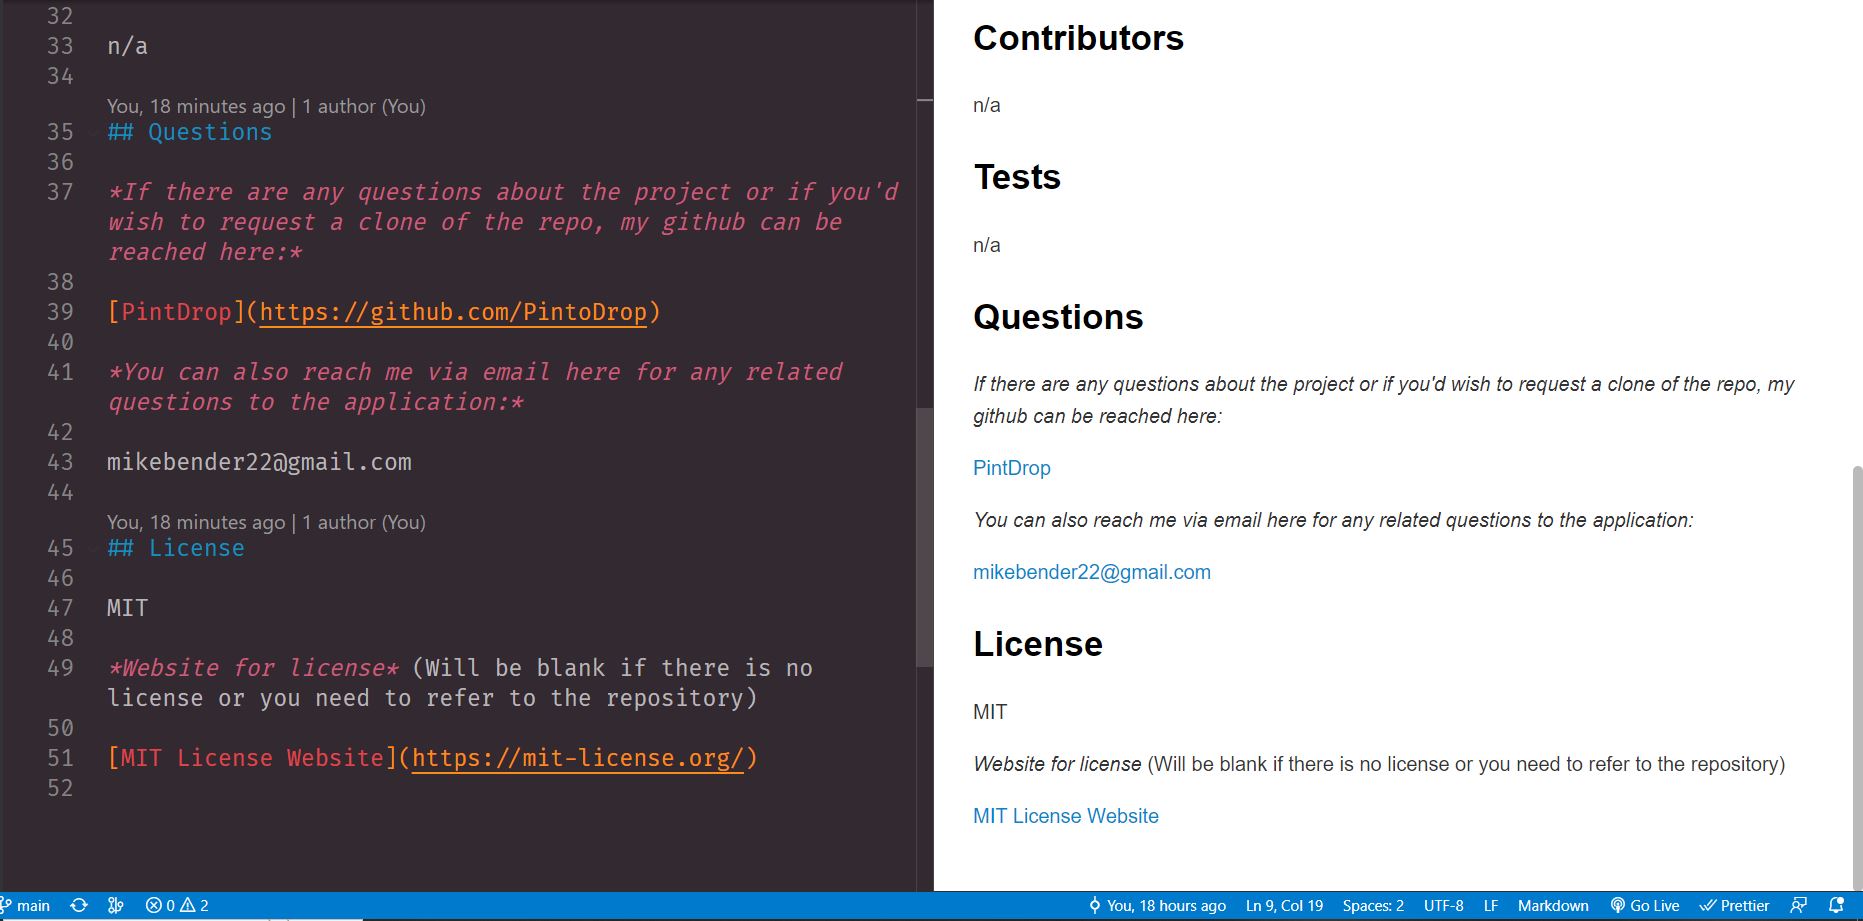 32
33 n/a
34
You, 18 minutes ago | 1 author (You)
35 ## Questions
36
37 *If there are any questions about the project or if you'd
wish to request a clone of the repo, my github can be
reached here:*
38
39 [PintDrop](https://github.com/PintoDrop)
40
41 *You can also reach me via email here for any related
questions to the application:*
42
43 mikebender22@gmail.com
44
You, 18 minutes ago | 1 author (You)
45 ## License
46
47 MIT
48
49 *Website for license* (Will be blank if there is no
license or you need to refer to the repository)
50
51 [MIT License Website](https://mit-license.org/)
52
Contributors
n/a
Tests
n/a
Questions
If there are any questions about the project or if you'd wish to request a clone of the repo, my
github can be reached here:
PintDrop
You can also reach me via email here for any related questions to the application:
mikebender22@gmail.com
License
MIT
Website for license (Will be blank if there is no license or you need to refer to the repository)
MIT License Website
main 0 2 You, 18 hours ago Ln 9, Col 19 Spaces: 2 UTF-8 LF Markdown Go Live Prettier